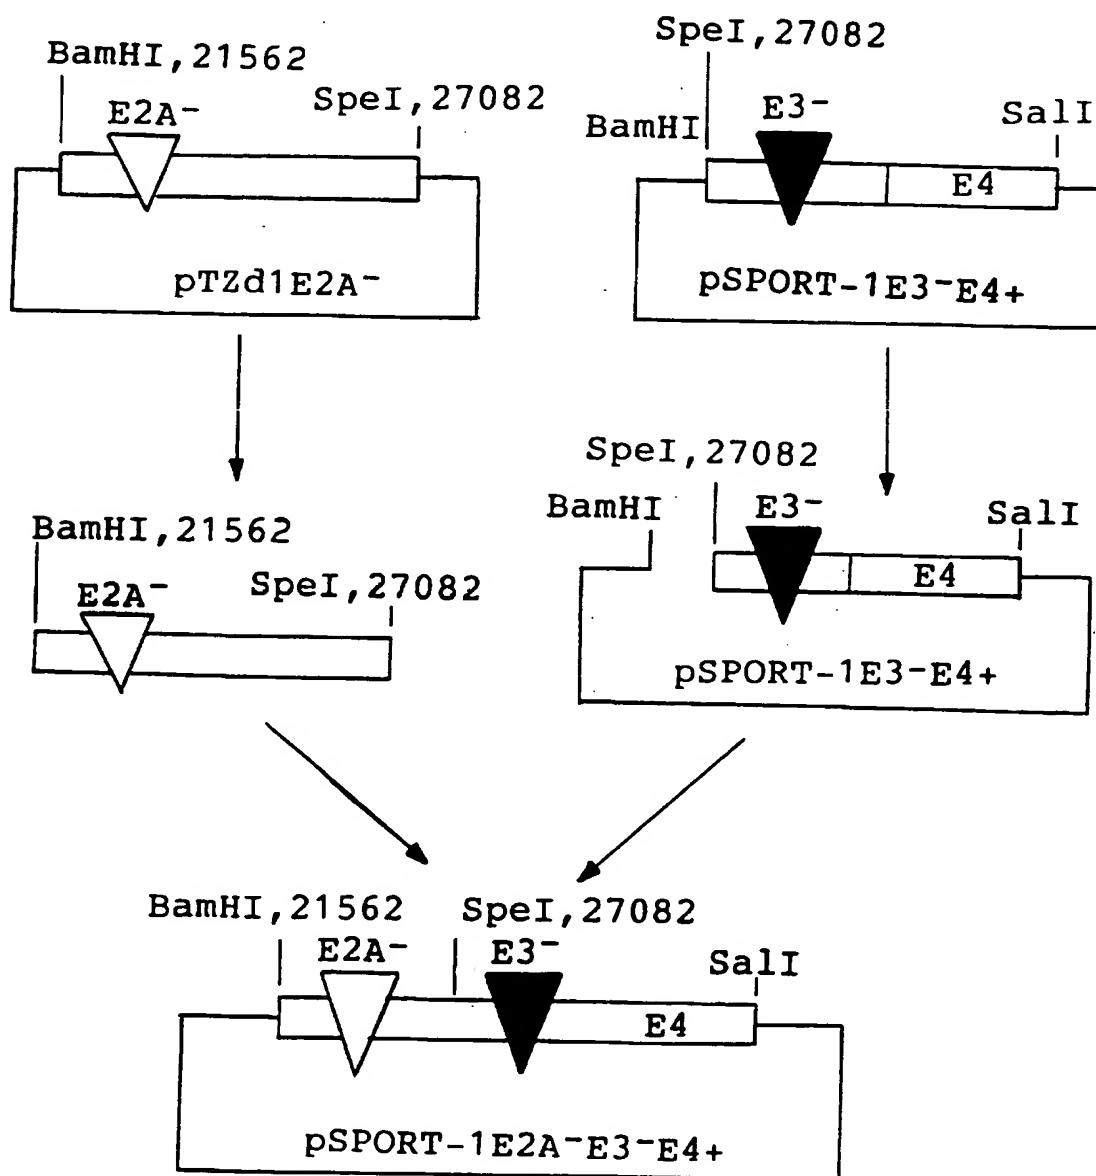 BamHI,21562
E2A-
SpeI,27082
pTZd1E2A-
SpeI,27082
BamHI
E3-
SalI
E4
pSPORT-1E3-E4+
BamHI,21562
E2A-
SpeI,27082
SpeI,27082
BamHI
E3-
SalI
E4
pSPORT-1E3-E4+
BamHI,21562
SpeI,27082
E2A-
E3-
SalI
E4
pSPORT-1E2A-E3-E4+